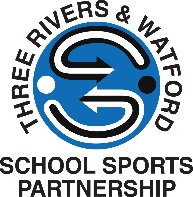 THREE RIVERS & WATFORD
SCHOOL SPORTS
PARTNERSHIP